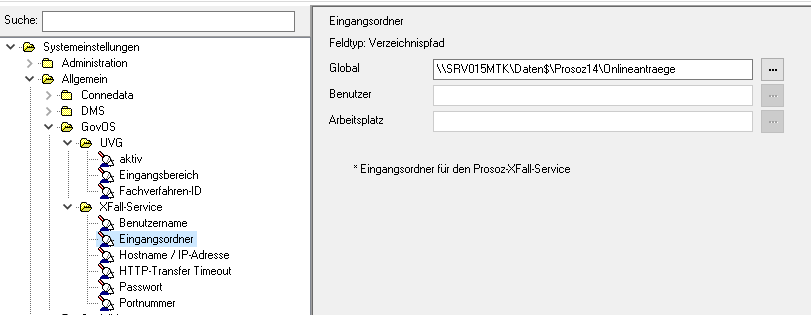 Suche:
Systemeinstellungen
Administration
Allgemein
Connedata
DMS
GovOS
UVG
aktiv
Eingangsbereich
Fachverfahren-ID
XFall-Service
Benutzername
Eingangsordner
Hostname / IP-Adresse
HTTP-Transfer Timeout
Passwort
Portnummer
Eingangsordner
Feldtyp: Verzeichnispfad
Global \\SRV015MTK\Daten$\Prosoz14\Onlineantraege ...
Benutzer ...
Arbeitsplatz ...
* Eingangsordner für den Prosoz-XFall-Service